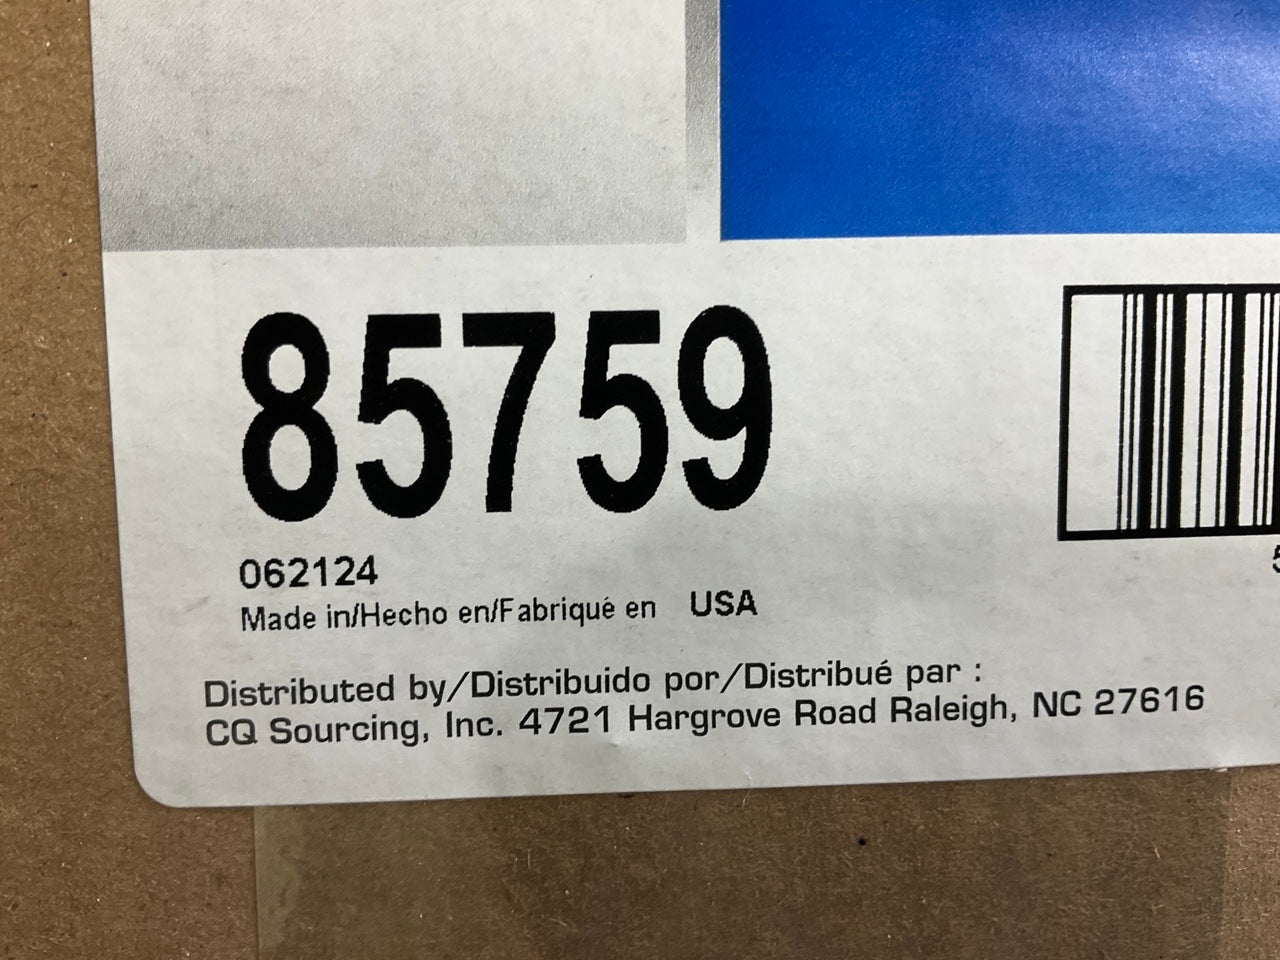 85759
062124
Made in/Hecho en/Fabriqué en USA
Distributed by/Distribuido por/Distribué par :
CQ Sourcing, Inc. 4721 Hargrove Road Raleigh, NC 27616